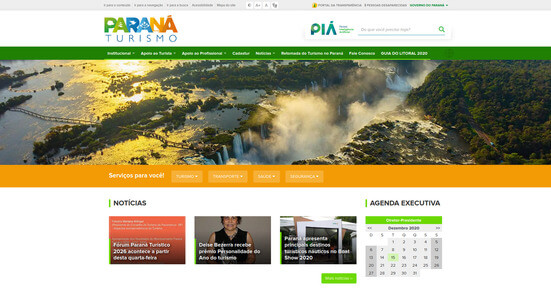 Ir para o conteúdo
Ir para a navegação
Ir para a busca
Acessibilidade
Mapa do site
A-
A+
A
PORTAL DA TRANSPARÊNCIA
PESSOAS DESAPARECIDAS
GOVERNO DO PARANÁ
PARANÁ
TURISMO
PIÁ
Paraná
Inteligência
Artificial
Do que você precisa hoje?
Institucional
Apoio ao Turista
Apoio ao Profissional
Cadastur
Notícias
Retomada do Turismo no Paraná
Fale Conosco
GUIA DO LITORAL 2020
Serviços para você!
TURISMO
TRANSPORTE
SAÚDE
SEGURANÇA
NOTÍCIAS
AGENDA EXECUTIVA
Fórum Paraná Turístico
2026 acontece a partir
desta quarta-feira
Deise Bezerra recebe
prêmio Personalidade do
Ano do turismo
Paraná apresenta
principais destinos
turísticos náuticos no Boat
Show 2020
Mais notícias
Diretor-Presidente
<< Dezembro 2020 >>
D S T Q Q S S
1 2 3 4 5
6 7 8 9 10 11 12
13 14 15 16 17 18 19
20 21 22 23 24 25 26
27 28 29 30 31